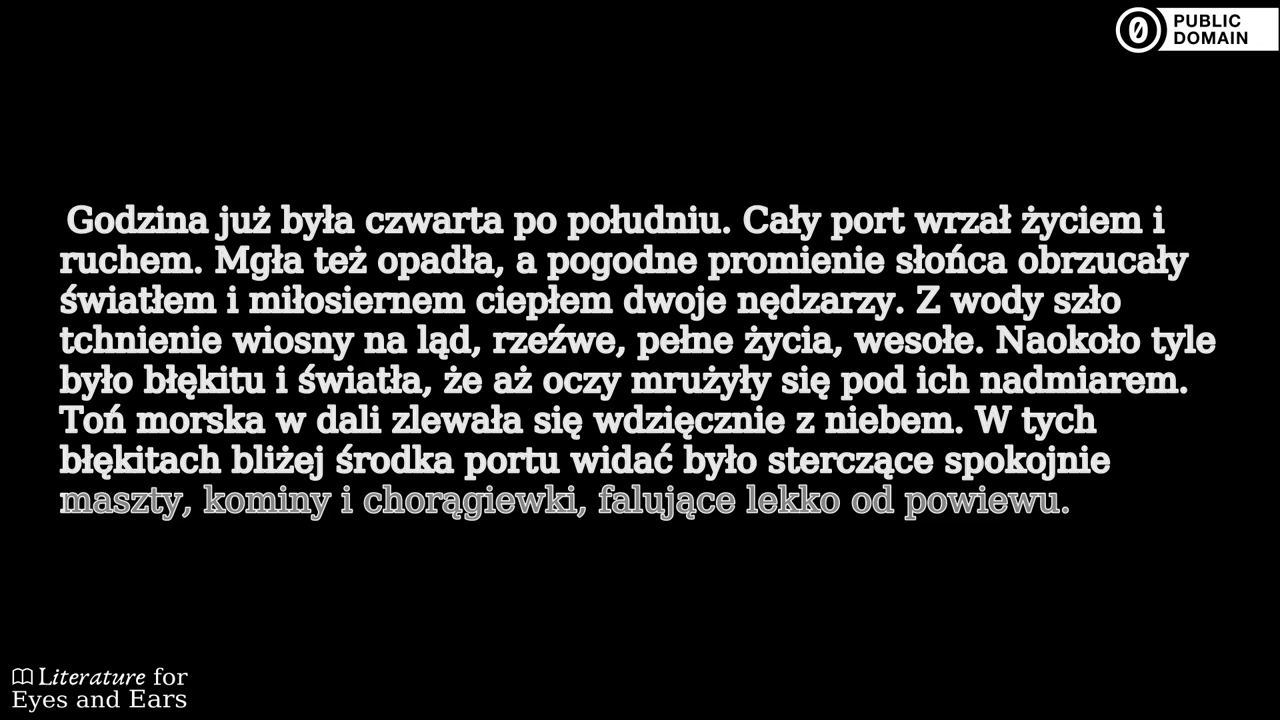 PUBLIC
DOMAIN
Godzina już była czwarta po południu. Cały port wrzał życiem i
ruchem. Mgła też opadła, a pogodne promienie słońca obrzucały
światłem i miłosiernem ciepłem dwoje nędzarzy. Z wody szło
tchnienie wiosny na ląd, rzeźwe, pełne życia, wesołe. Naokoło tyle
było błękitu i światła, że aż oczy mrużyły się pod ich nadmiarem.
Toń morska w dali zlewała się wdzięcznie z niebem. W tych
błękitach bliżej środka portu widać było sterczące spokojnie
maszty, kominy i chorągiewki, falujące lekko od powiewu.
Literature for
Eyes and Ears